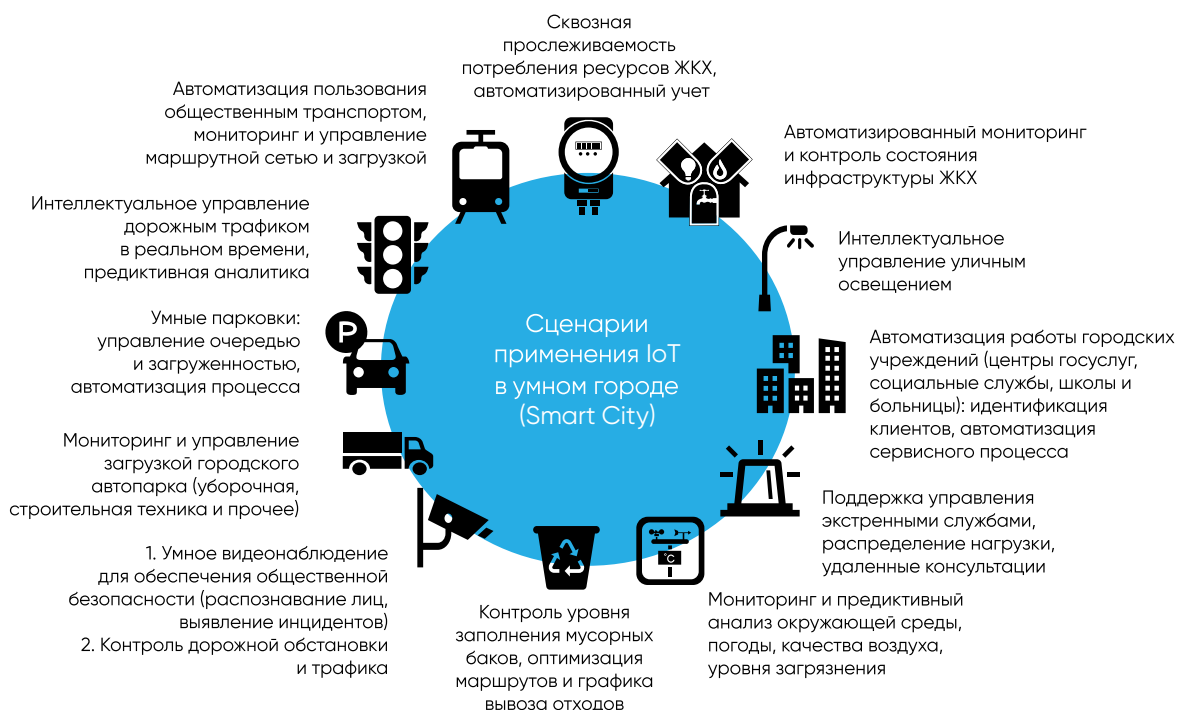 Сквозная
прослеживаемость
потребления ресурсов ЖКХ,
автоматизированный учет
Автоматизированный мониторинг
и контроль состояния
инфраструктуры ЖКХ
Интеллектуальное
управление уличным
освещением
Автоматизация работы городских
учреждений (центры госуслуг,
социальные службы, школы и
больницы): идентификация
клиентов, автоматизация
сервисного процесса
Поддержка управления
экстренными службами,
распределение нагрузки,
удаленные консультации
°C
Мониторинг и предиктивный
анализ окружающей среды,
погоды, качества воздуха,
уровня загрязнения
Контроль уровня
заполнения мусорных
баков, оптимизация
маршрутов и графика
вывоза отходов
1. Умное видеонаблюдение
для обеспечения общественной
безопасности (распознавание лиц,
выявление инцидентов)
2. Контроль дорожной обстановки
и трафика
Мониторинг и управление
загрузкой городского
автопарка (уборочная,
строительная техника и прочее)
P
Умные парковки:
управление очередью
и загруженностью,
автоматизация процесса
Интеллектуальное управление
дорожным трафиком
в реальном времени,
предиктивная аналитика
Автоматизация пользования
общественным транспортом,
мониторинг и управление
маршрутной сетью и загрузкой
Сценарии
применения IoT
в умном городе
(Smart City)